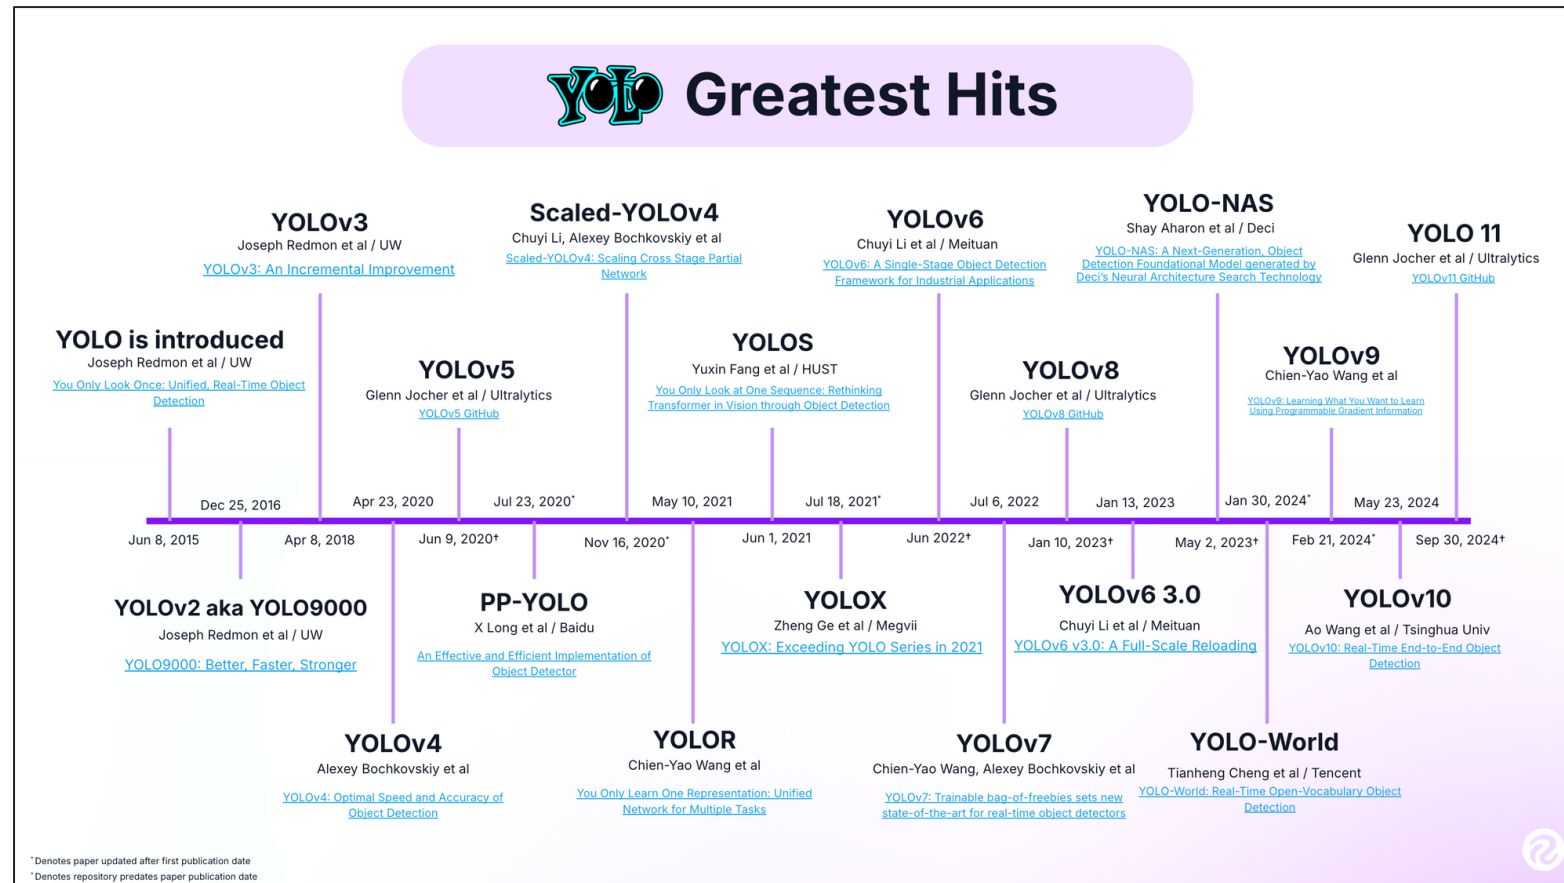 YOLO Greatest Hits
YOLOv3
Joseph Redmon et al / UW
YOLOv3: An Incremental Improvement
Scaled-YOLOv4
Chuyi Li, Alexey Bochkovskiy et al
Scaled-YOLOv4: Scaling Cross Stage Partial
Network
YOLOv6
Chuyi Li et al / Meituan
YOLOv6: A Single-Stage Object Detection
Framework for Industrial Applications
YOLO-NAS
Shay Aharon et al / Deci
YOLO-NAS: A Next-Generation, Object
Detection Foundational Model generated by
Deci's Neural Architecture Search Technology
YOLO 11
Glenn Jocher et al / Ultralytics
YOLOv11 GitHub
YOLO is introduced
Joseph Redmon et al / UW
You Only Look Once: Unified, Real-Time Object
Detection
YOLOv5
Glenn Jocher et al / Ultralytics
YOLOv5 GitHub
YOLOS
Yuxin Fang et al / HUST
You Only Look at One Sequence: Rethinking
Transformer in Vision through Object Detection
YOLOv8
Glenn Jocher et al / Ultralytics
YOLOv8 GitHub
YOLOv9
Chien-Yao Wang et al
YOLOv9: Learning What You Want to Learn
Using Programmable Gradient Information
Dec 25, 2016
Apr 23, 2020
Jul 23, 2020*
May 10, 2021
Jul 18, 2021*
Jul 6, 2022
Jan 13, 2023
Jan 30, 2024*
May 23, 2024
Jun 8, 2015
Apr 8, 2018
Jun 9, 2020†
Nov 16, 2020*
Jun 1, 2021
Jun 2022†
Jan 10, 2023†
May 2, 2023†
Feb 21, 2024*
Sep 30, 2024†
YOLOv2 aka YOLO9000
Joseph Redmon et al / UW
YOLO9000: Better, Faster, Stronger
PP-YOLO
X Long et al / Baidu
An Effective and Efficient Implementation of
Object Detector
YOLOX
Zheng Ge et al / Megvii
YOLOX: Exceeding YOLO Series in 2021
YOLOv6 3.0
Chuyi Li et al / Meituan
YOLOv6 v3.0: A Full-Scale Reloading
YOLOv10
Ao Wang et al / Tsinghua Univ
YOLOv10: Real-Time End-to-End Object
Detection
YOLOv4
Alexey Bochkovskiy et al
YOLOv4: Optimal Speed and Accuracy of
Object Detection
YOLOR
Chien-Yao Wang et al
You Only Learn One Representation: Unified
Network for Multiple Tasks
YOLOv7
Chien-Yao Wang, Alexey Bochkovskiy et al
YOLOv7: Trainable bag-of-freebies sets new
state-of-the-art for real-time object detectors
YOLO-World
Tianheng Cheng et al / Tencent
YOLO-World: Real-Time Open-Vocabulary Object
Detection
* Denotes paper updated after first publication date
† Denotes repository predates paper publication date